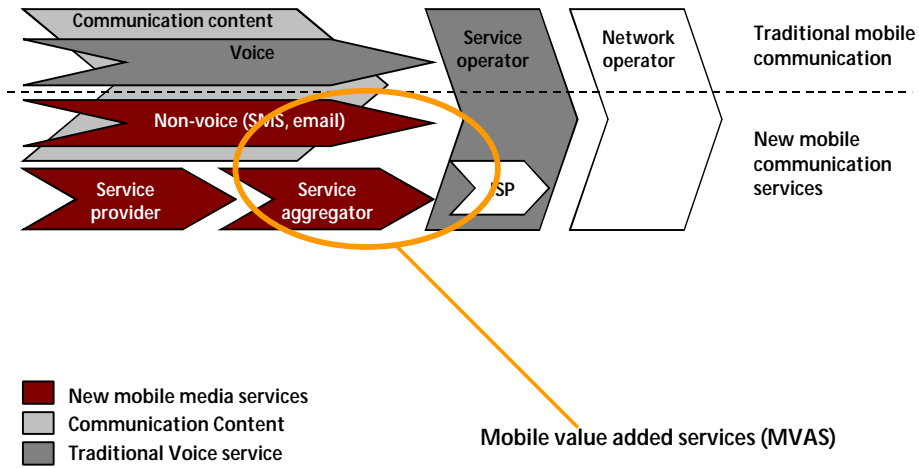 Communication content
Voice
Service
operator
Network
operator
Traditional mobile
communication
Non-voice (SMS, email)
New mobile
communication
services
Service
provider
Service
aggregator
ISP
New mobile media services
Communication Content
Traditional Voice service
Mobile value added services (MVAS)